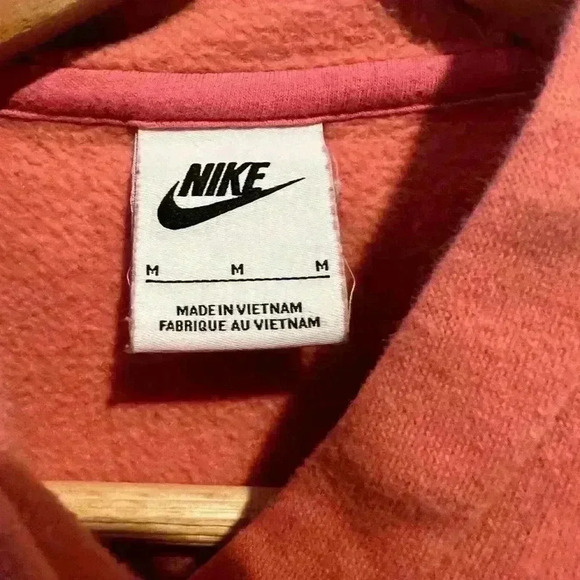 NIKE
M M M
MADE IN VIETNAM
FABRIQUE AU VIETNAM